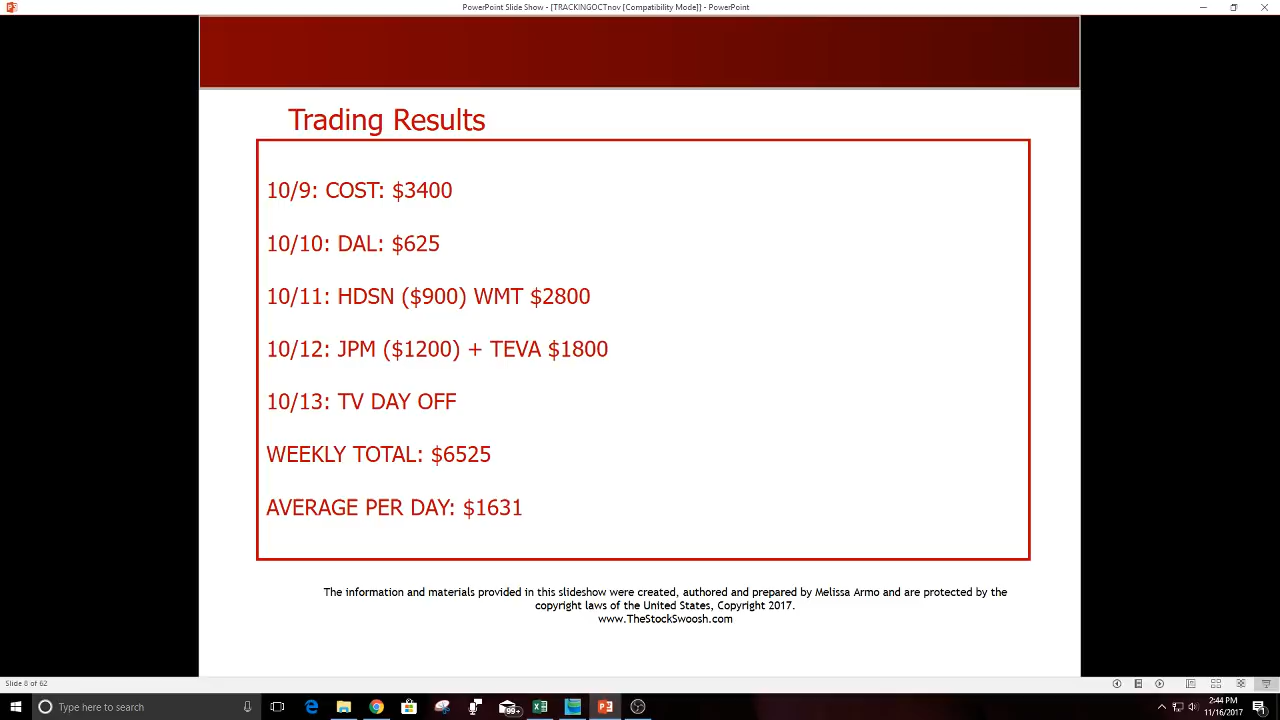 PowerPoint Slide Show - [TRACKINGOCTnov [Compatibility Mode]] - PowerPoint
Trading Results
10/9: COST: $3400
10/10: DAL: $625
10/11: HDSN ($900) WMT $2800
10/12: JPM ($1200) + TEVA $1800
10/13: TV DAY OFF
WEEKLY TOTAL: $6525
AVERAGE PER DAY: $1631
The information and materials provided in this slideshow were created, authored and prepared by Melissa Armo and are protected by the
copyright laws of the United States, Copyright 2017.
www.TheStockSwoosh.com
Slide 8 of 62
Type here to search
99+
2:44 PM
11/16/2017